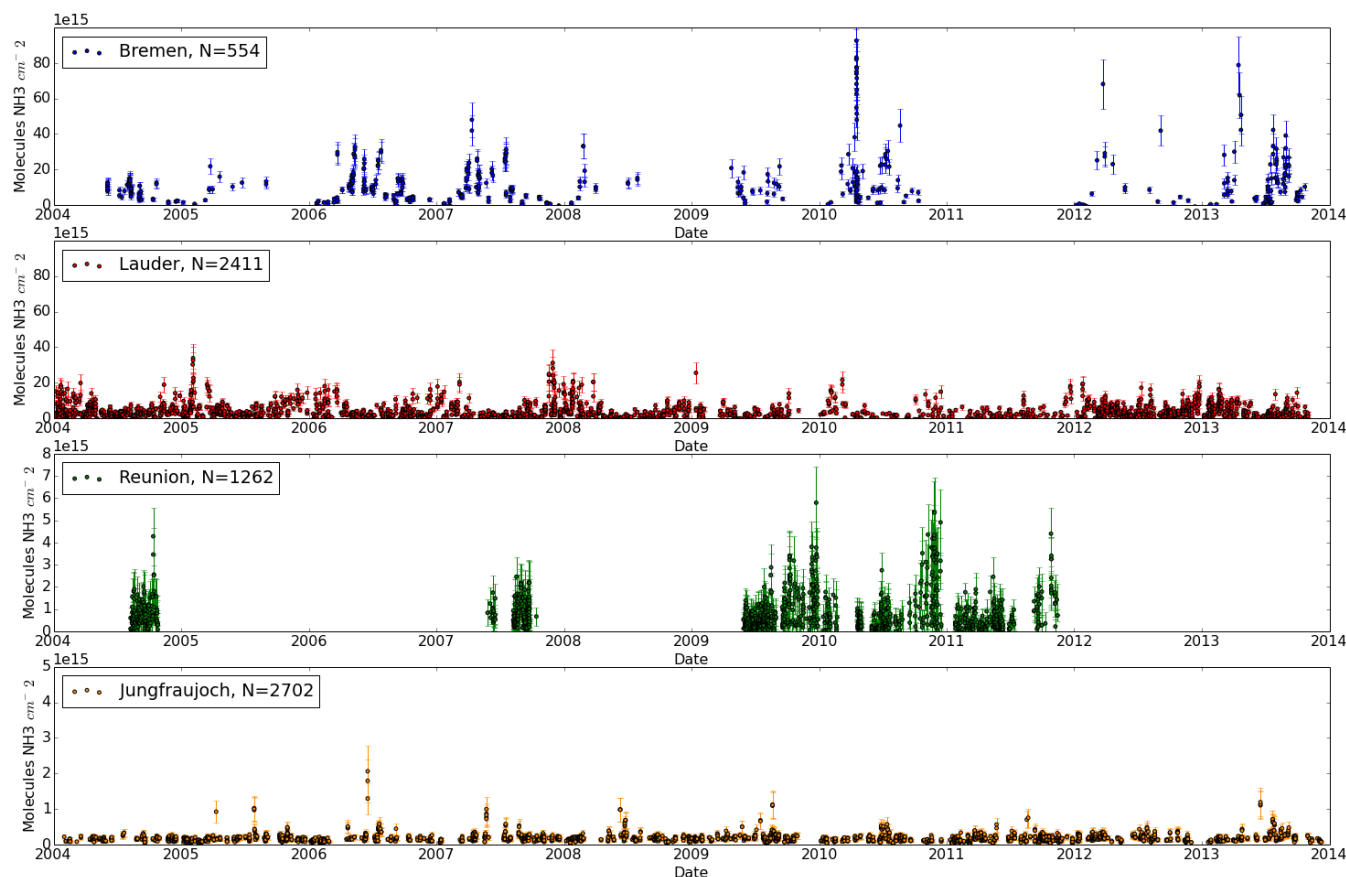 1e15
Bremen, N=554
Molecules NH3 cm⁻ 2
80
60
40
20
0
2004 2005 2006 2007 2008 2009 2010 2011 2012 2013 2014
Date
1e15
Lauder, N=2411
Molecules NH3 cm⁻ 2
80
60
40
20
0
2004 2005 2006 2007 2008 2009 2010 2011 2012 2013 2014
Date
1e15
Reunion, N=1262
Molecules NH3 cm⁻ 2
8
7
6
5
4
3
2
1
0
2004 2005 2006 2007 2008 2009 2010 2011 2012 2013 2014
Date
1e15
Jungfraujoch, N=2702
Molecules NH3 cm⁻ 2
5
4
3
2
1
0
2004 2005 2006 2007 2008 2009 2010 2011 2012 2013 2014
Date